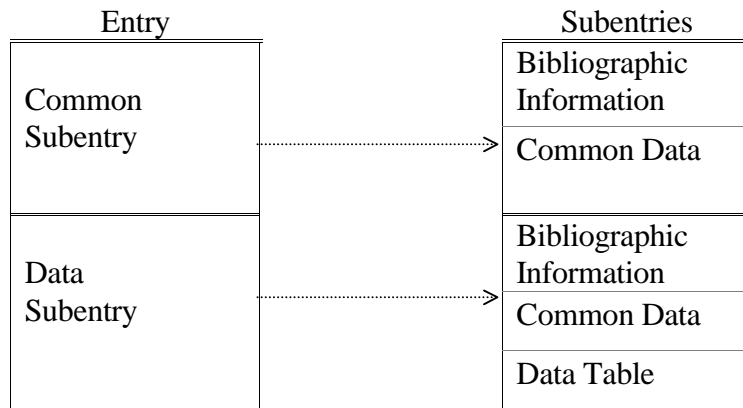 Entry
Subentries
Common
Subentry
Bibliographic
Information
Common Data
Data
Subentry
Bibliographic
Information
Common Data
Data Table